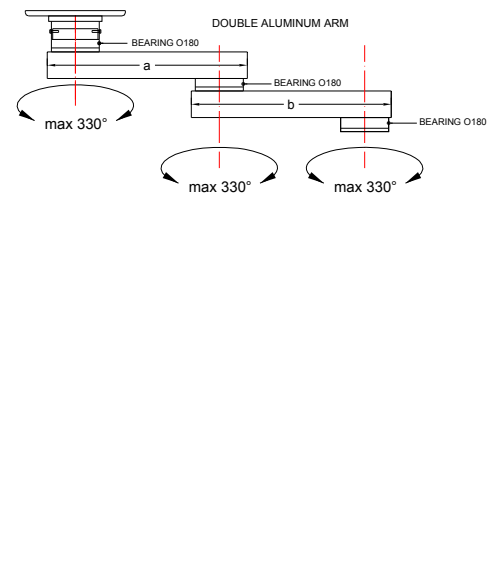 DOUBLE ALUMINUM ARM
BEARING O180
a
BEARING O180
b
BEARING O180
max 330°
max 330°
max 330°